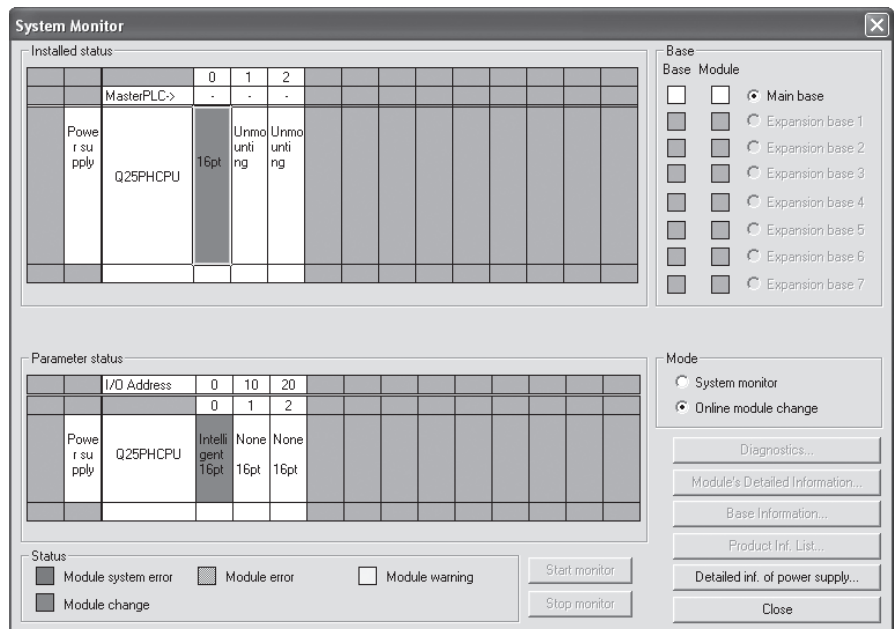 System Monitor
Installed status
0 1 2
MasterPLC-> - - -
Powe
r su
pply
Q25PHCPU
16pt
Unmo
unti
ng
Unmo
unti
ng
Base
Base Module
Main base
Expansion base 1
Expansion base 2
Expansion base 3
Expansion base 4
Expansion base 5
Expansion base 6
Expansion base 7
Parameter status
I/O Address 0 10 20
0 1 2
Powe
r su
pply
Q25PHCPU
Intelli
gent
16pt
None
16pt
None
16pt
Mode
System monitor
Online module change
Diagnostics...
Module's Detailed Information...
Base Information...
Product Inf. List...
Detailed inf. of power supply...
Close
Status
Module system error
Module error
Module warning
Module change
Start monitor
Stop monitor